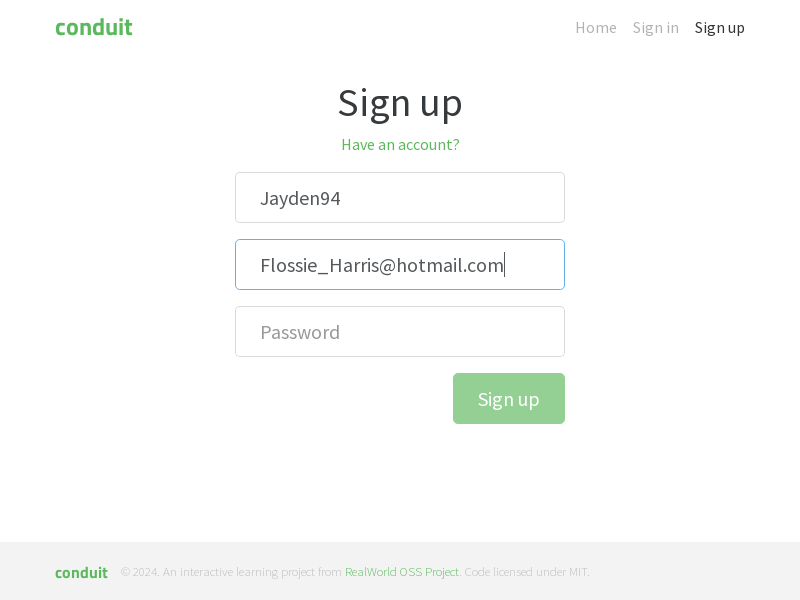 conduit
Home Sign in Sign up
Sign up
Have an account?
Jayden94
Flossie_Harris@hotmail.com
Password
Sign up
conduit © 2024. An interactive learning project from RealWorld OSS Project. Code licensed under MIT.